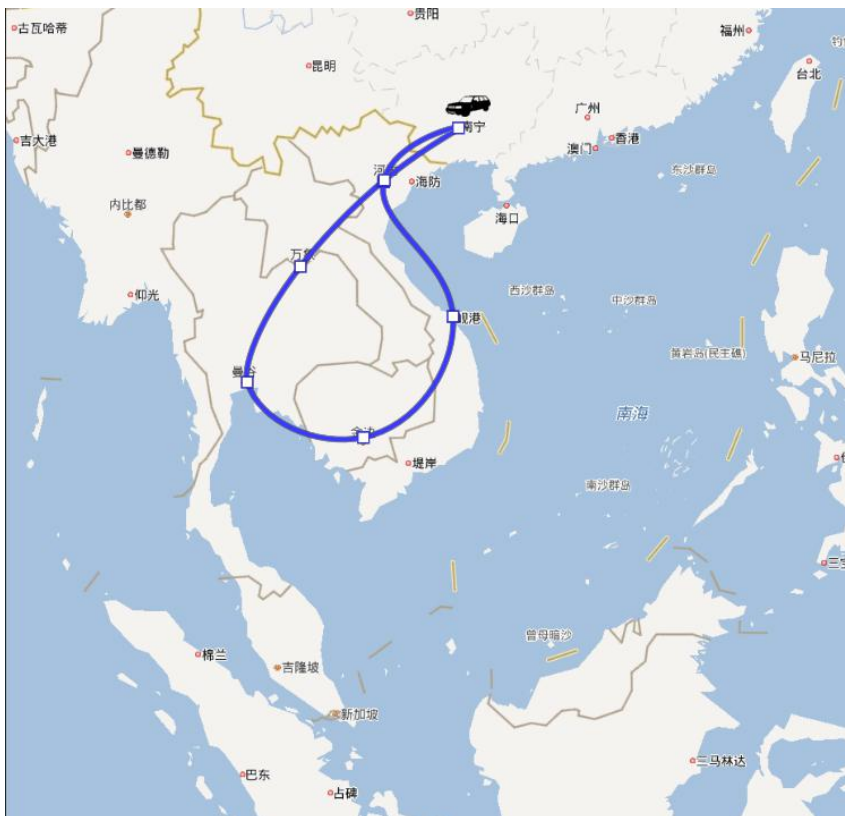 贵阳
古瓦哈蒂
福州
钓
昆明
台北
广州
南宁
香港
吉大港
曼德勒
澳门
河
海防
东沙群岛
内比都
海口
万象
仰光
西沙群岛
中沙群岛
岘港
黄岩岛(民主礁)
马尼拉
曼谷
南海
金边
堤岸
南沙群岛
三宝
曾母暗沙
棉兰
吉隆坡
新加坡
巴东
三马林达
占碑